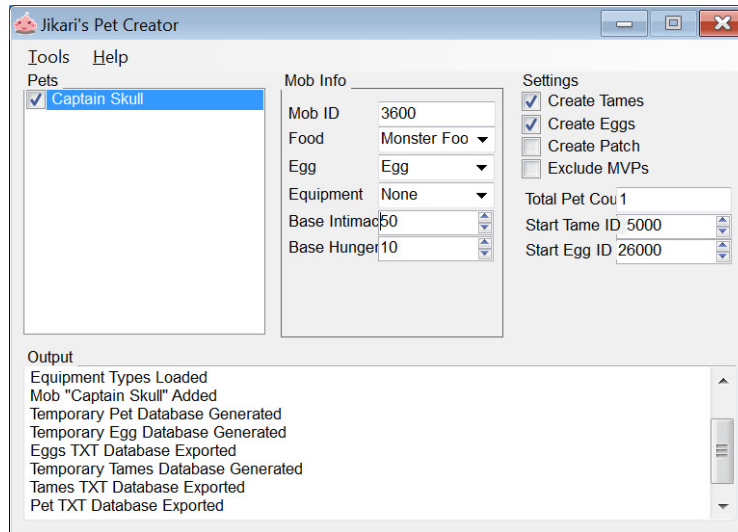 Jikari's Pet Creator
Tools Help
Pets
Captain Skull
Mob Info
Mob ID 3600
Food Monster Foo
Egg Egg
Equipment None
Base Intimac 50
Base Hunger 10
Settings
Create Tames
Create Eggs
Create Patch
Exclude MVPs
Total Pet Cou 1
Start Tame ID 5000
Start Egg ID 26000
Output
Equipment Types Loaded
Mob "Captain Skull" Added
Temporary Pet Database Generated
Temporary Egg Database Generated
Eggs TXT Database Exported
Temporary Tames Database Generated
Tames TXT Database Exported
Pet TXT Database Exported